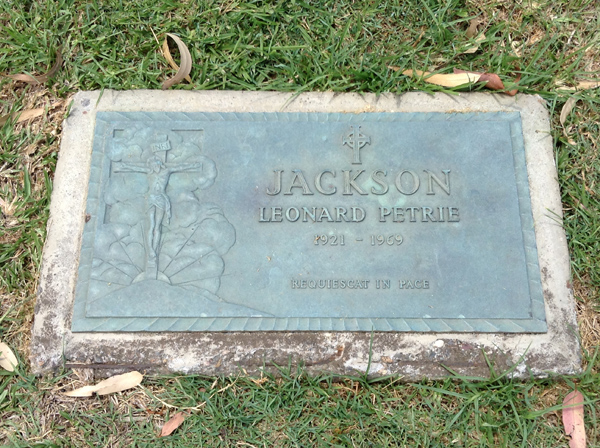 JACKSON
LEONARD PETRIE
1921 - 1969
REQUIESCAT IN PACE